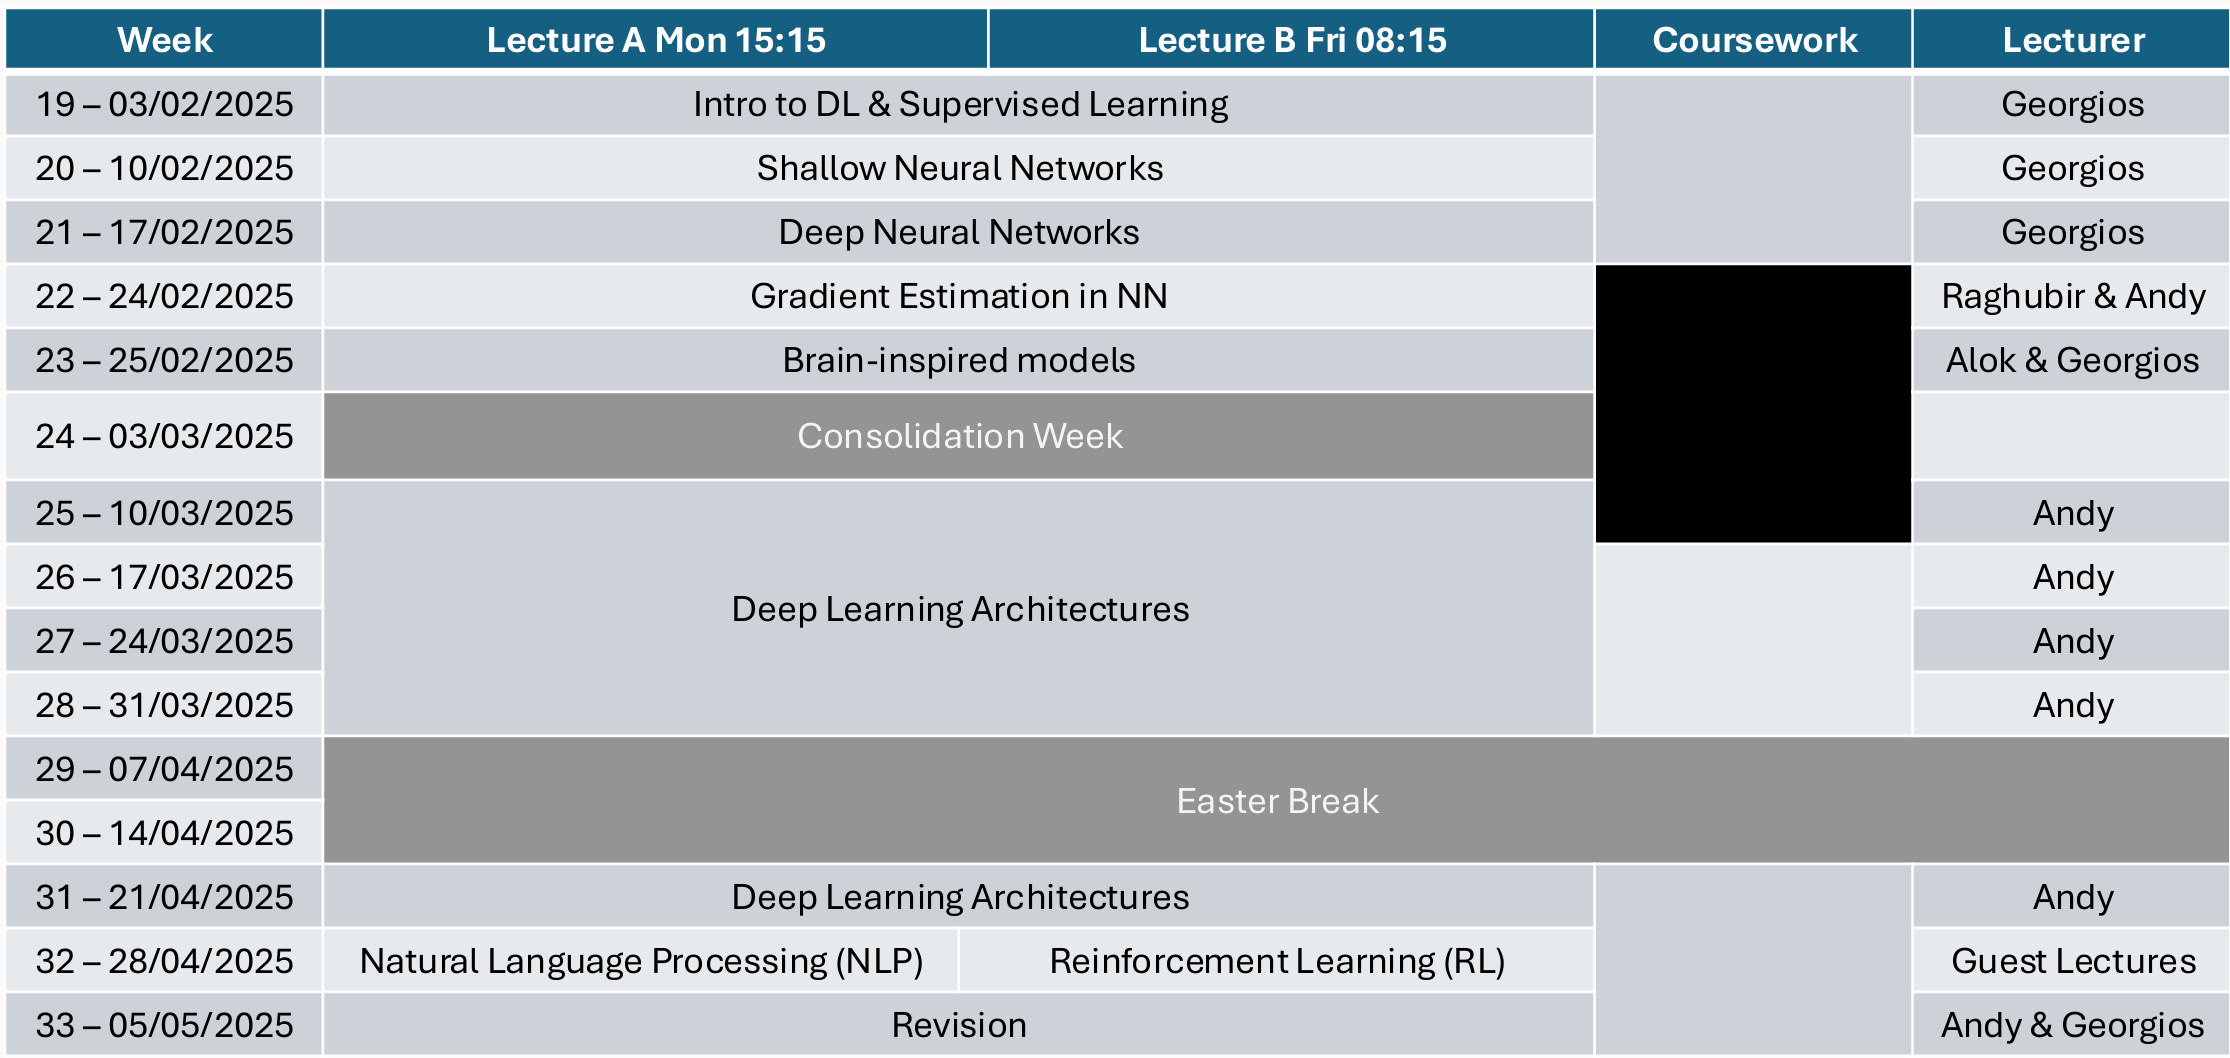 Week Lecture A Mon 15:15 Lecture B Fri 08:15 Coursework Lecturer
19 – 03/02/2025 Intro to DL & Supervised Learning Georgios
20 – 10/02/2025 Shallow Neural Networks Georgios
21 – 17/02/2025 Deep Neural Networks Georgios
22 – 24/02/2025 Gradient Estimation in NN Raghubir & Andy
23 – 25/02/2025 Brain-inspired models Alok & Georgios
24 – 03/03/2025 Consolidation Week
25 – 10/03/2025 Andy
26 – 17/03/2025 Andy
Deep Learning Architectures
27 – 24/03/2025 Andy
28 – 31/03/2025 Andy
29 – 07/04/2025
Easter Break
30 – 14/04/2025
31 – 21/04/2025 Deep Learning Architectures Andy
32 – 28/04/2025 Natural Language Processing (NLP) Reinforcement Learning (RL) Guest Lectures
33 – 05/05/2025 Revision Andy & Georgios